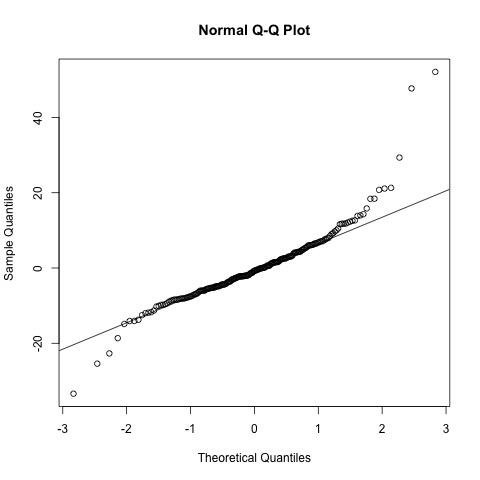 Normal Q-Q Plot
Sample Quantiles
40
20
0
-20
-3 -2 -1 0 1 2 3
Theoretical Quantiles